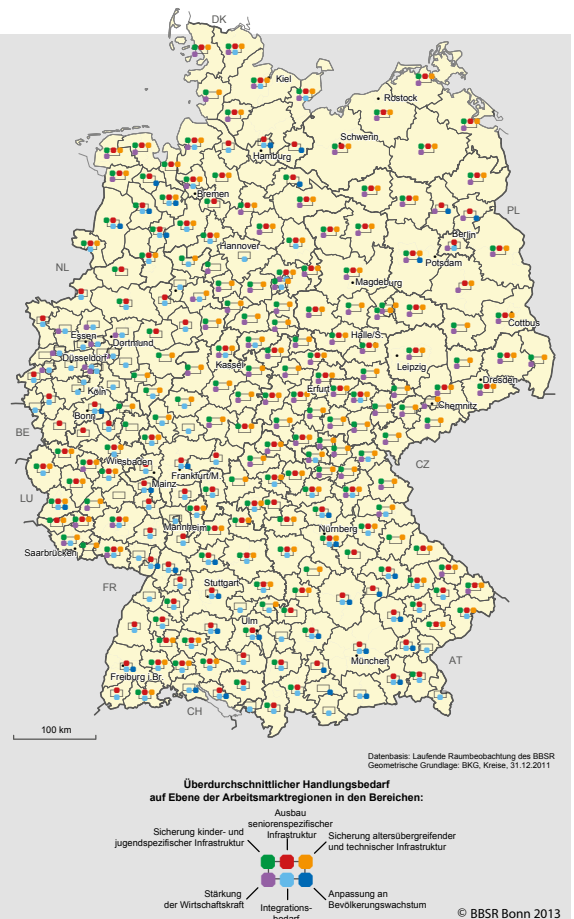 DK
Kiel
Rostock
Schwerin
Hamburg
Bremen
PL
Berlin
Hannover
Potsdam
NL
Magdeburg
Cottbus
Essen
Dortmund
Halle/S.
Düsseldorf
Kassel
Leipzig
Erfurt
Dresden
Köln
Chemnitz
Bonn
BE
Wiesbaden
CZ
Frankfurt/M.
Mainz
LU
Mannheim
Nürnberg
Saarbrücken
FR
Stuttgart
Ulm
München
AT
Freiburg i.Br.
CH
100 km
Datenbasis: Laufende Raumbeobachtung des BBSR
Geometrische Grundlage: BKG, Kreise, 31.12.2011
Überdurchschnittlicher Handlungsbedarf
auf Ebene der Arbeitsmarktregionen in den Bereichen:
Ausbau
seniorenspezifischer
Infrastruktur
Sicherung kinder- und
jugendspezifischer Infrastruktur
Sicherung altersübergreifender
und technischer Infrastruktur
Stärkung
der Wirtschaftskraft
Integrations-
bedarf
Anpassung an
Bevölkerungswachstum
© BBSR Bonn 2013